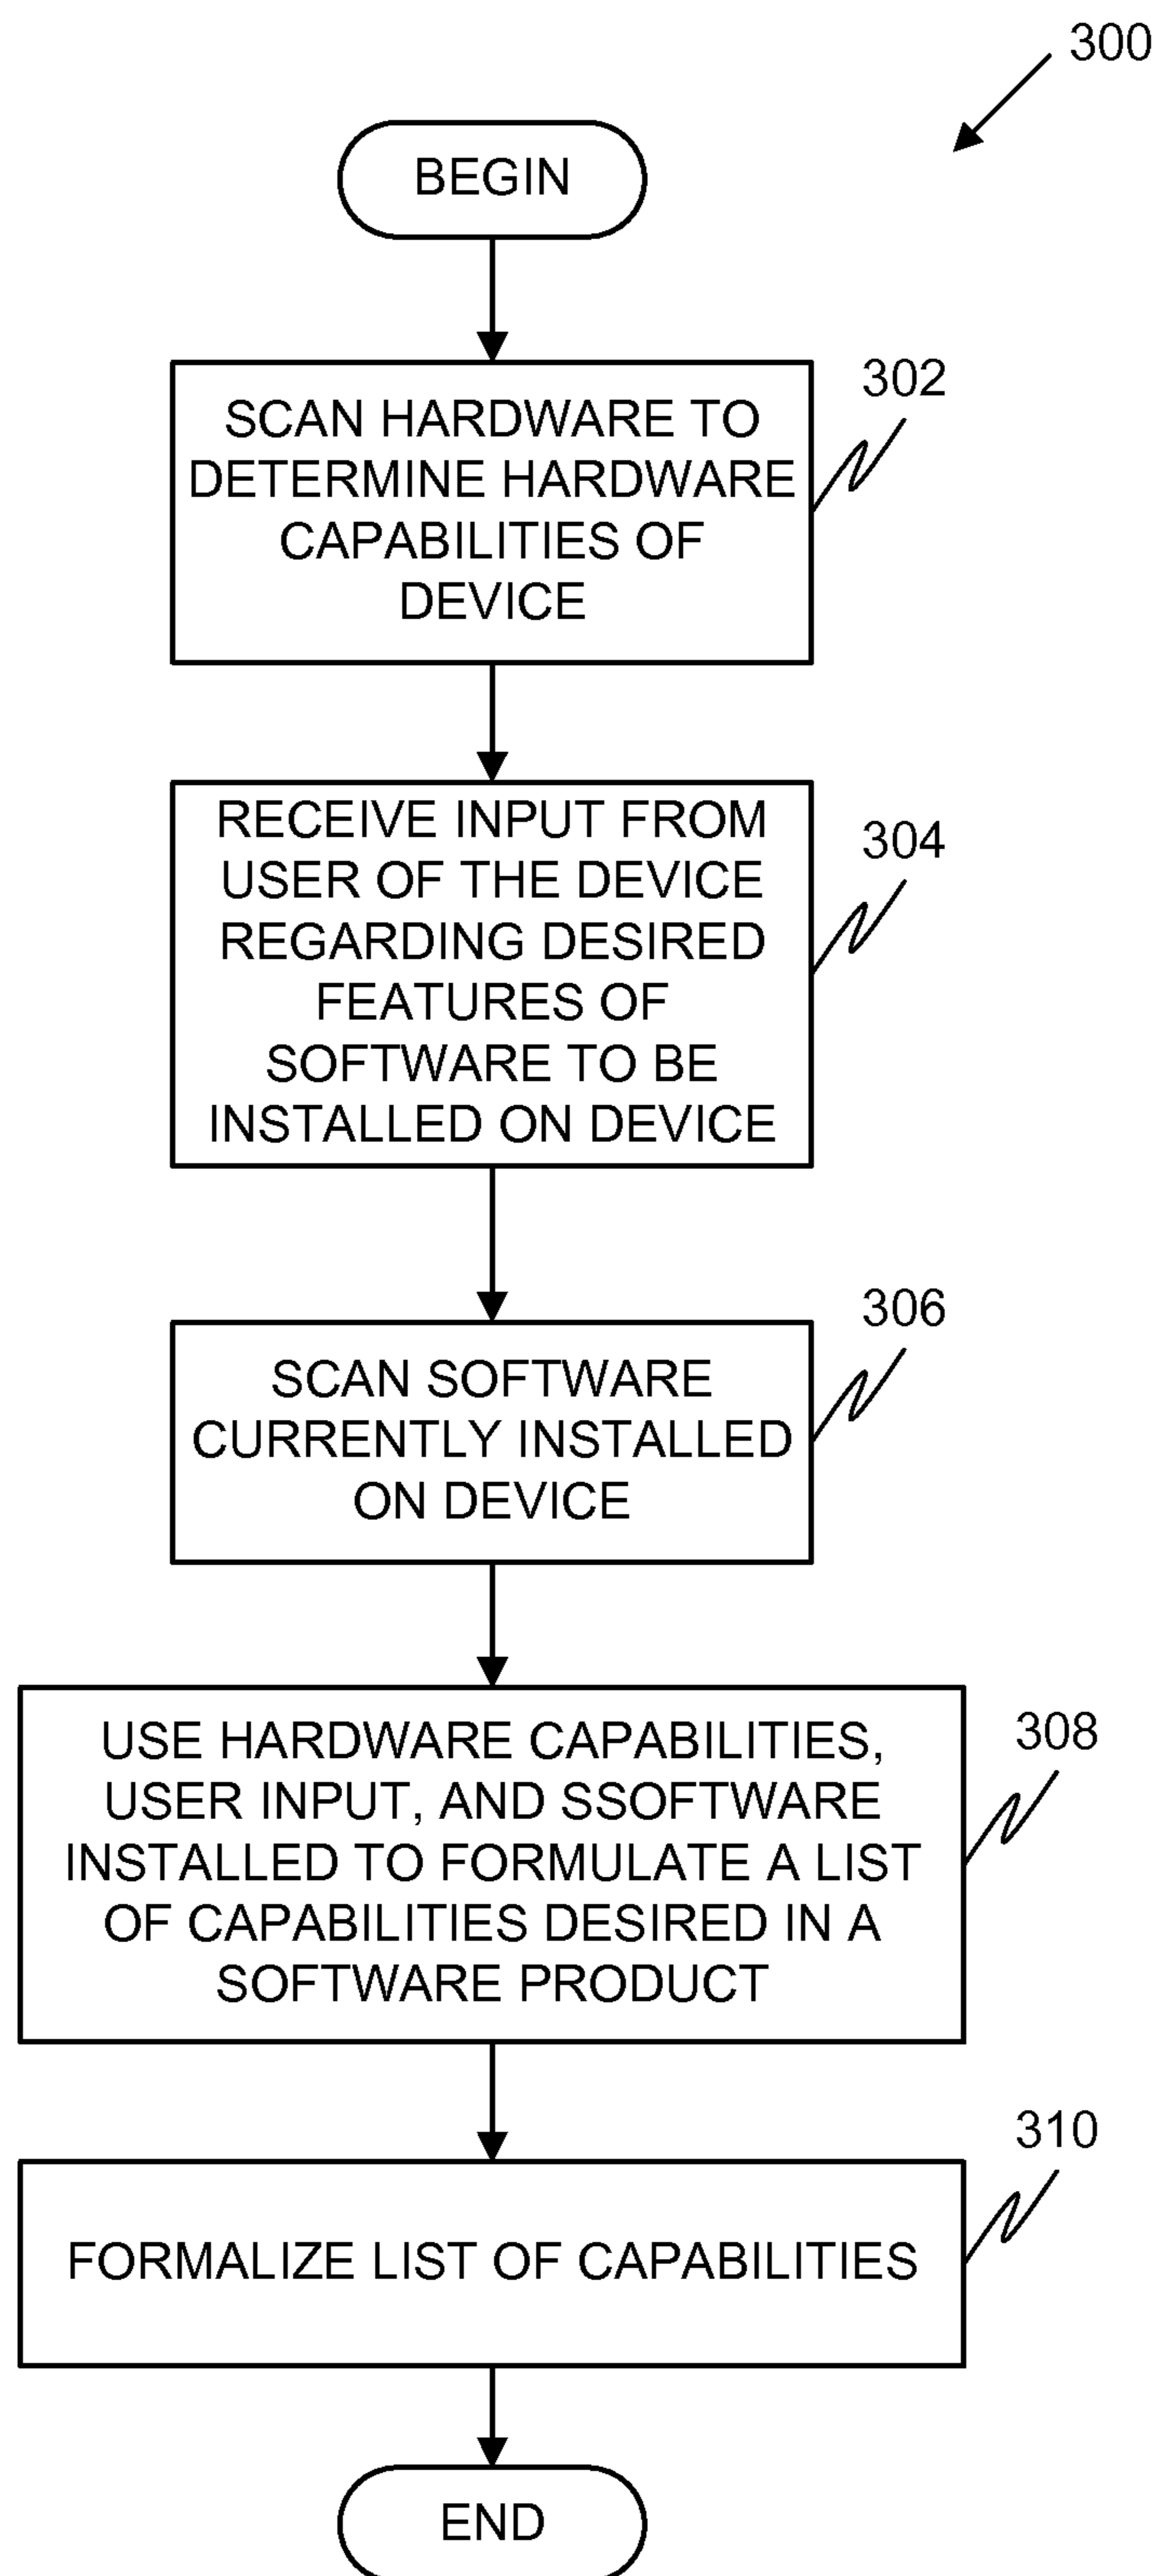 300
BEGIN
302
SCAN HARDWARE TO
DETERMINE HARDWARE
CAPABILITIES OF
DEVICE
304
RECEIVE INPUT FROM
USER OF THE DEVICE
REGARDING DESIRED
FEATURES OF
SOFTWARE TO BE
INSTALLED ON DEVICE
306
SCAN SOFTWARE
CURRENTLY INSTALLED
ON DEVICE
308
USE HARDWARE CAPABILITIES,
USER INPUT, AND SSOFTWARE
INSTALLED TO FORMULATE A LIST
OF CAPABILITIES DESIRED IN A
SOFTWARE PRODUCT
310
FORMALIZE LIST OF CAPABILITIES
END